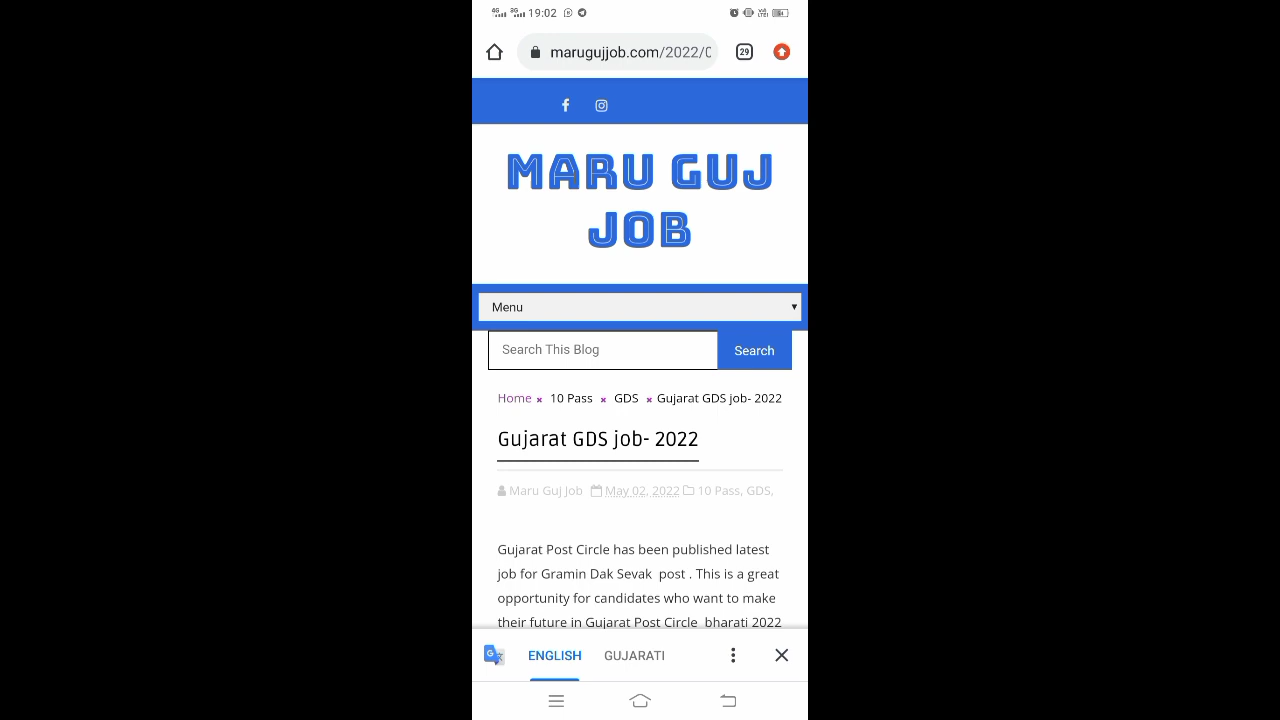 4G 3G 19:02
marugujjob.com/2022/0
29
MARU GUJ
JOB
Menu
Search This Blog
Search
Home × 10 Pass × GDS × Gujarat GDS job- 2022
Gujarat GDS job- 2022
Maru Guj Job May 02, 2022 10 Pass, GDS,
Gujarat Post Circle has been published latest
job for Gramin Dak Sevak post . This is a great
opportunity for candidates who want to make
their future in Gujarat Post Circle bharati 2022
ENGLISH GUJARATI